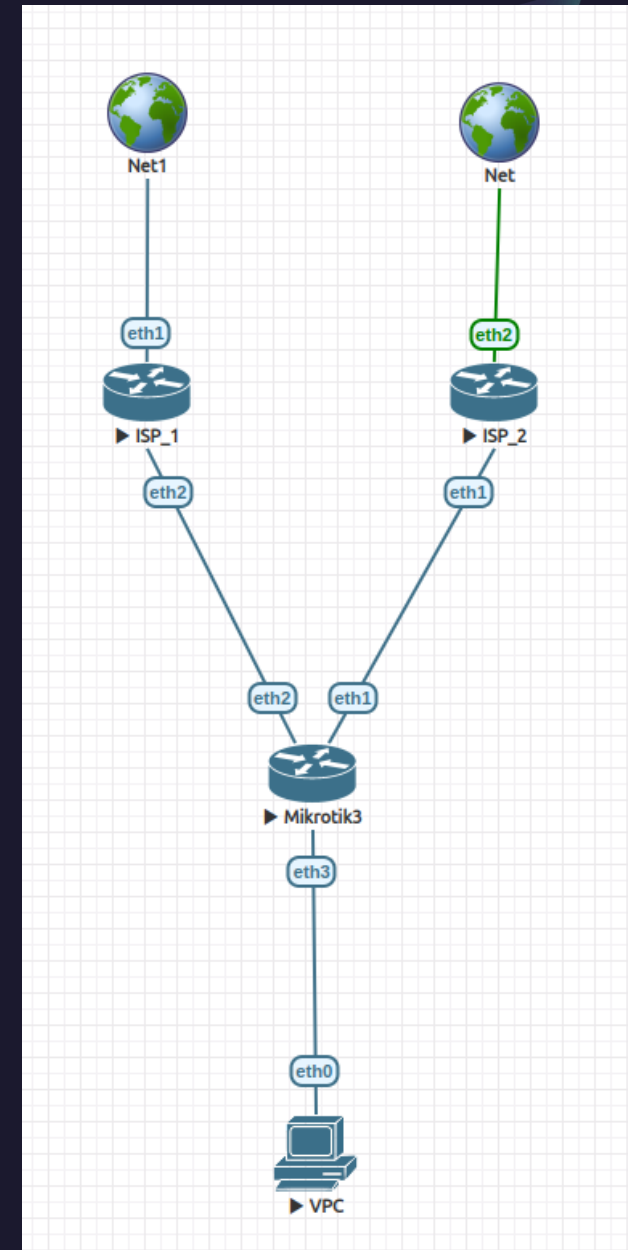 Net1
Net
eth1
eth2
ISP_1
ISP_2
eth2
eth1
eth2
eth1
Mikrotik3
eth3
eth0
VPC